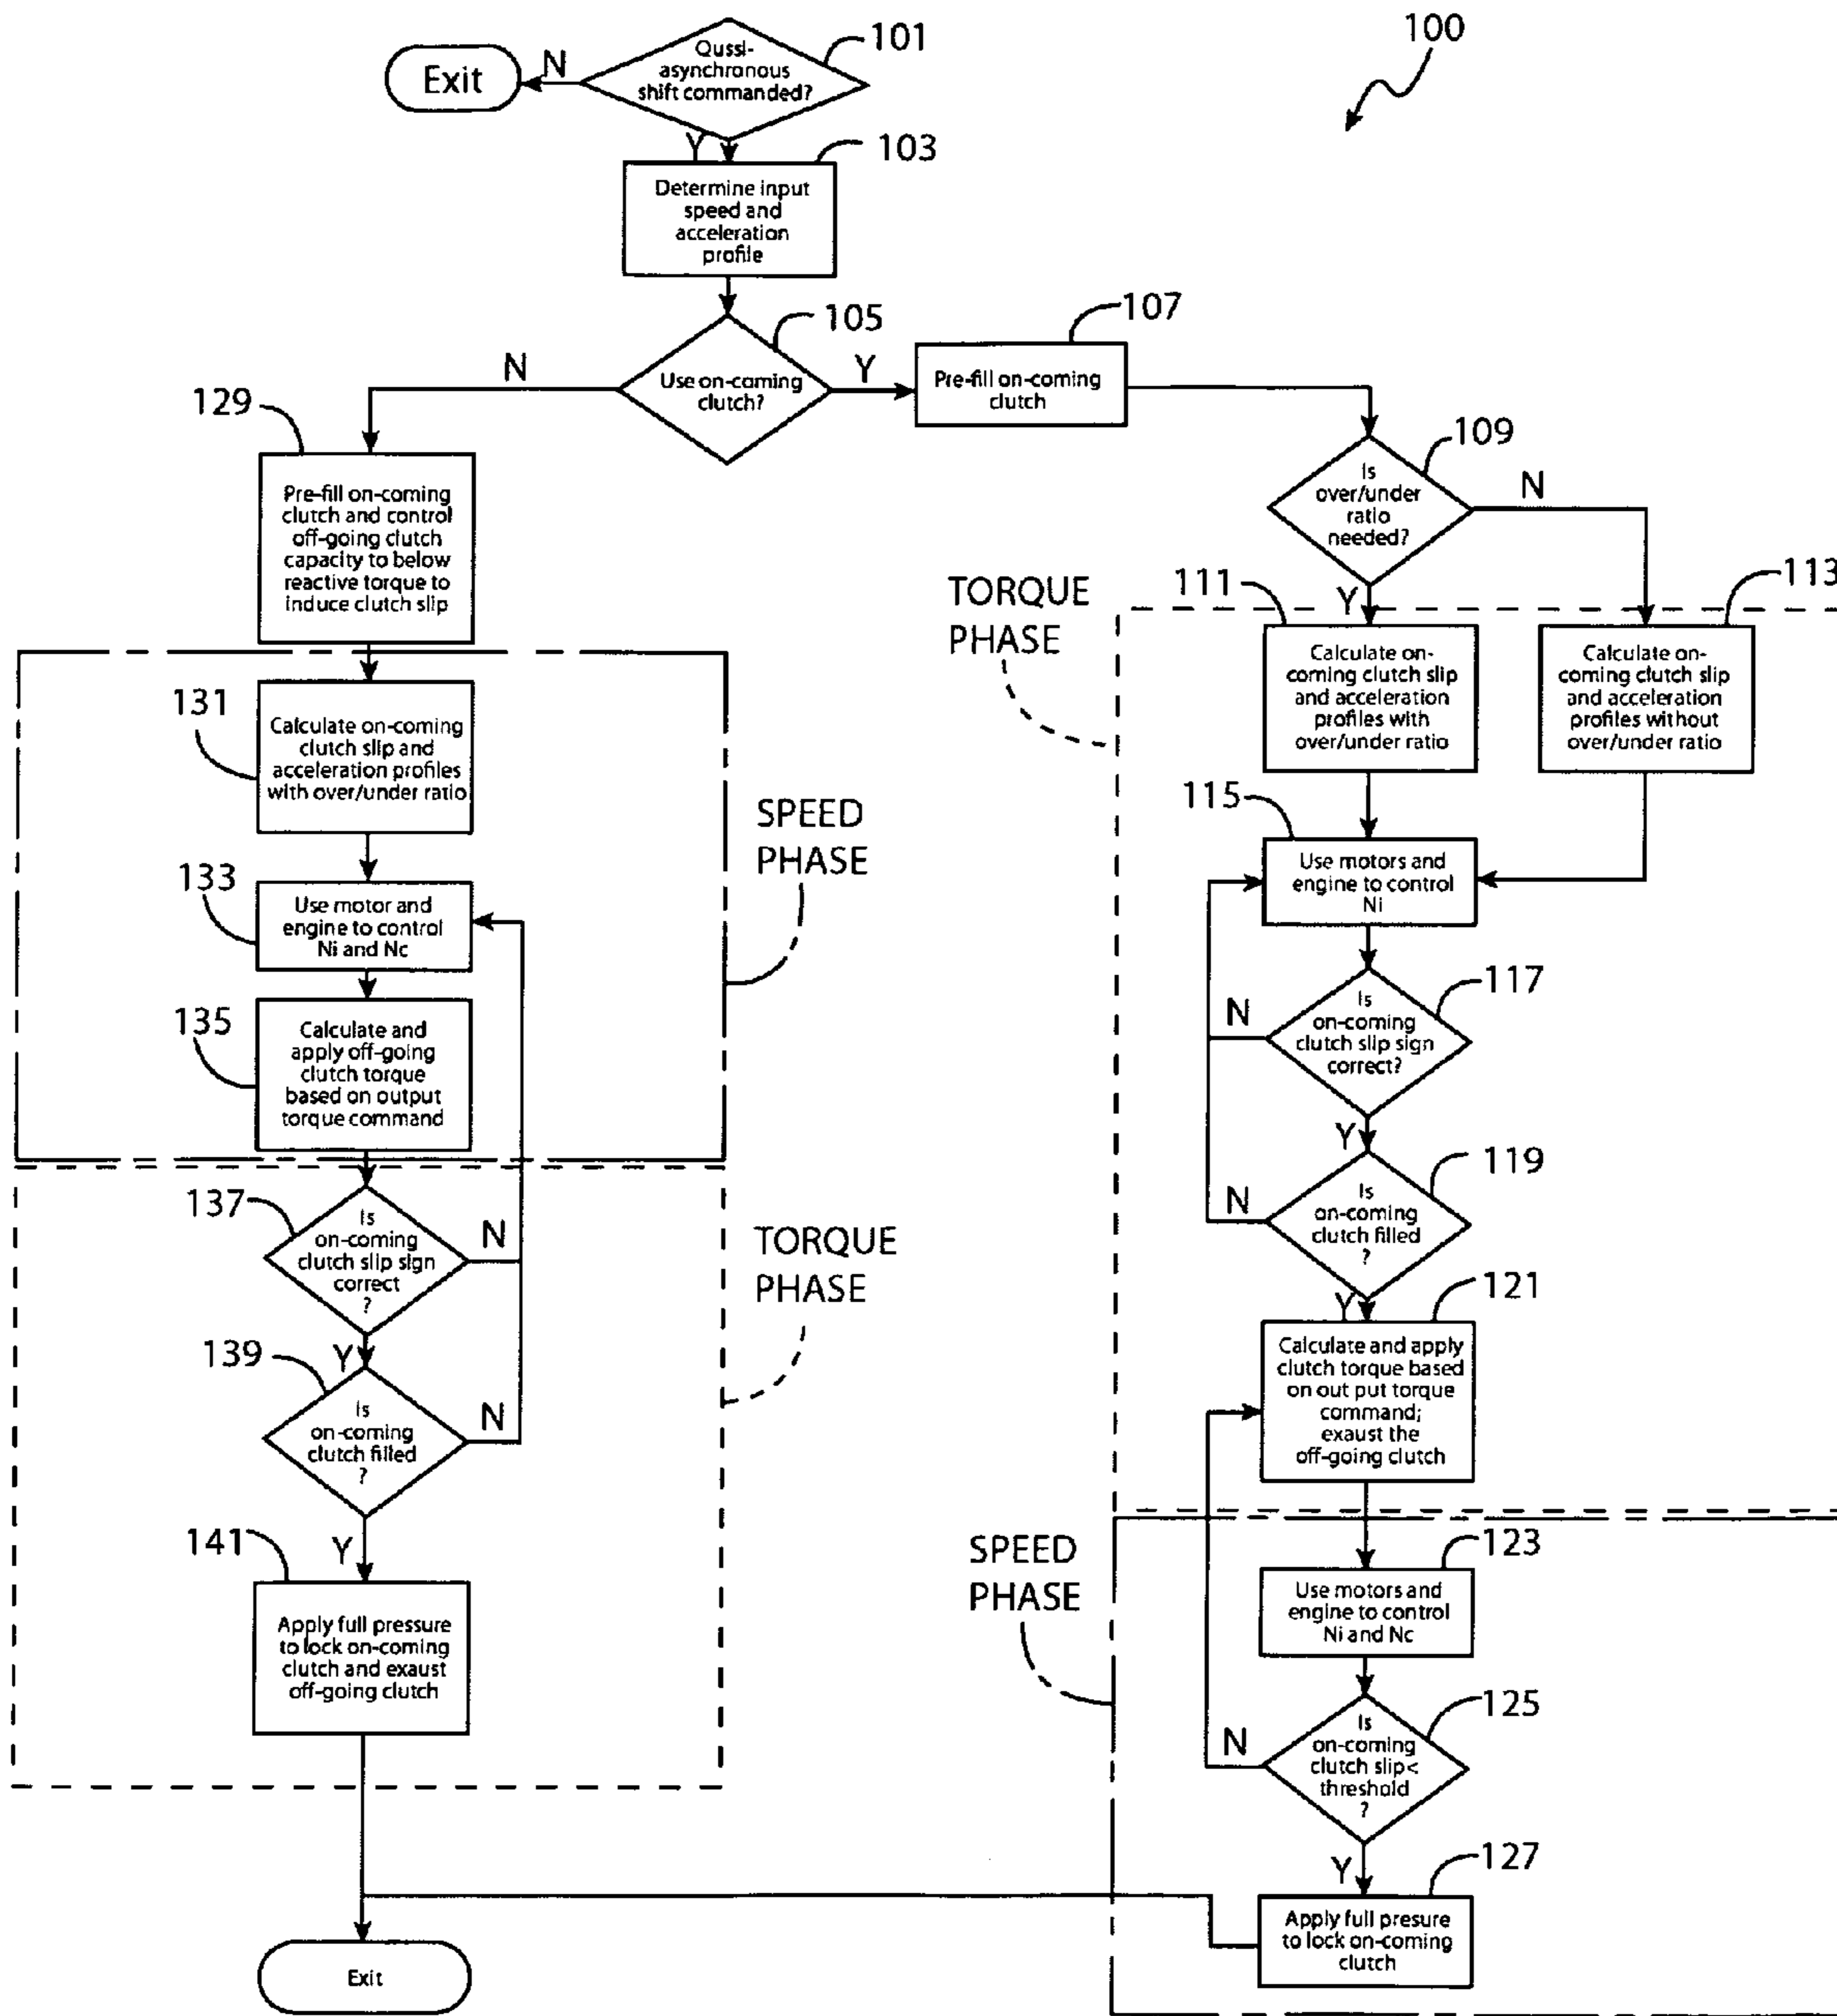 100
101
Qussi-
asynchronous
shift commanded?
N
Exit
Y
103
Determine input
speed and
acceleration
profile
105
Use on-coming
clutch?
N
Y
107
Pre-fill on-coming
clutch
109
Is
over/under
ratio
needed?
N
Y
129
Pre-fill on-coming
clutch and control
off-going clutch
capacity to below
reactive torque to
induce clutch slip
131
Calculate on-coming
clutch slip and
acceleration profiles
with over/under ratio
SPEED
PHASE
133
Use motor and
engine to control
Ni and Nc
135
Calculate and
apply off-going
clutch torque
based on output
torque command
137
Is
on-coming
clutch slip sign
correct
?
N
Y
TORQUE
PHASE
139
Is
on-coming
clutch filled
?
N
Y
141
Apply full pressure
to lock on-coming
clutch and exaust
off-going clutch
Exit
TORQUE
PHASE
111
Calculate on-
coming clutch slip
and acceleration
profiles with
over/under ratio
113
Calculate on-
coming clutch slip
and acceleration
profiles without
over/under ratio
115
Use motors and
engine to control
Ni
117
Is
on-coming
clutch slip sign
correct?
N
Y
119
Is
on-coming
clutch filled
?
N
Y
121
Calculate and apply
clutch torque based
on out put torque
command;
exaust the
off-going clutch
SPEED
PHASE
123
Use motors and
engine to control
Ni and Nc
125
Is
on-coming
clutch slip<
threshold
?
N
Y
127
Apply full presure
to lock on-coming
clutch